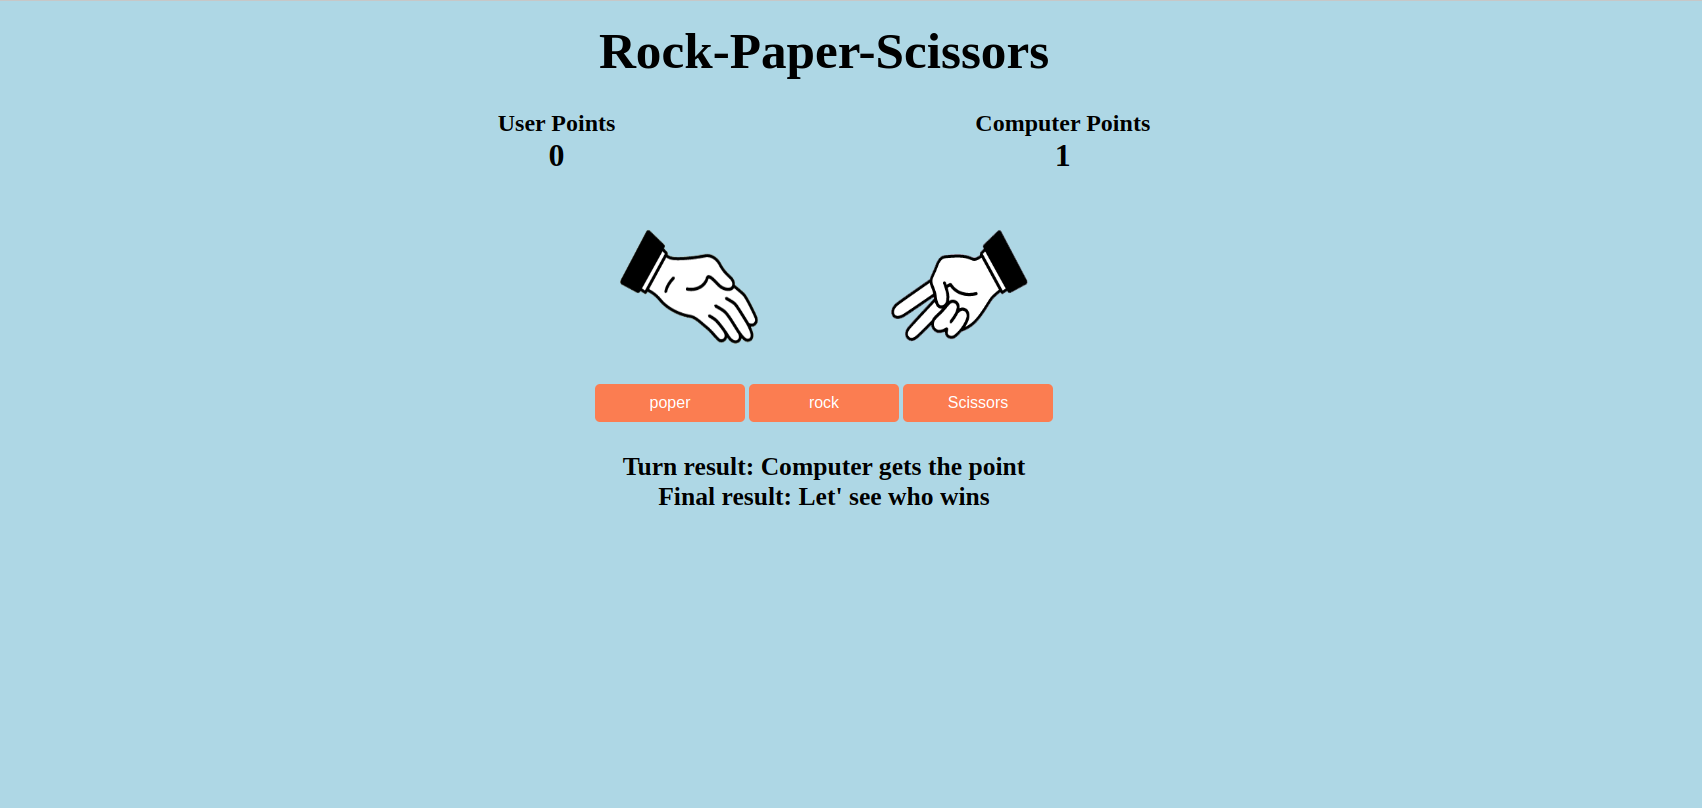 Rock-Paper-Scissors
User Points
0
Computer Points
1
poper
rock
Scissors
Turn result: Computer gets the point
Final result: Let' see who wins